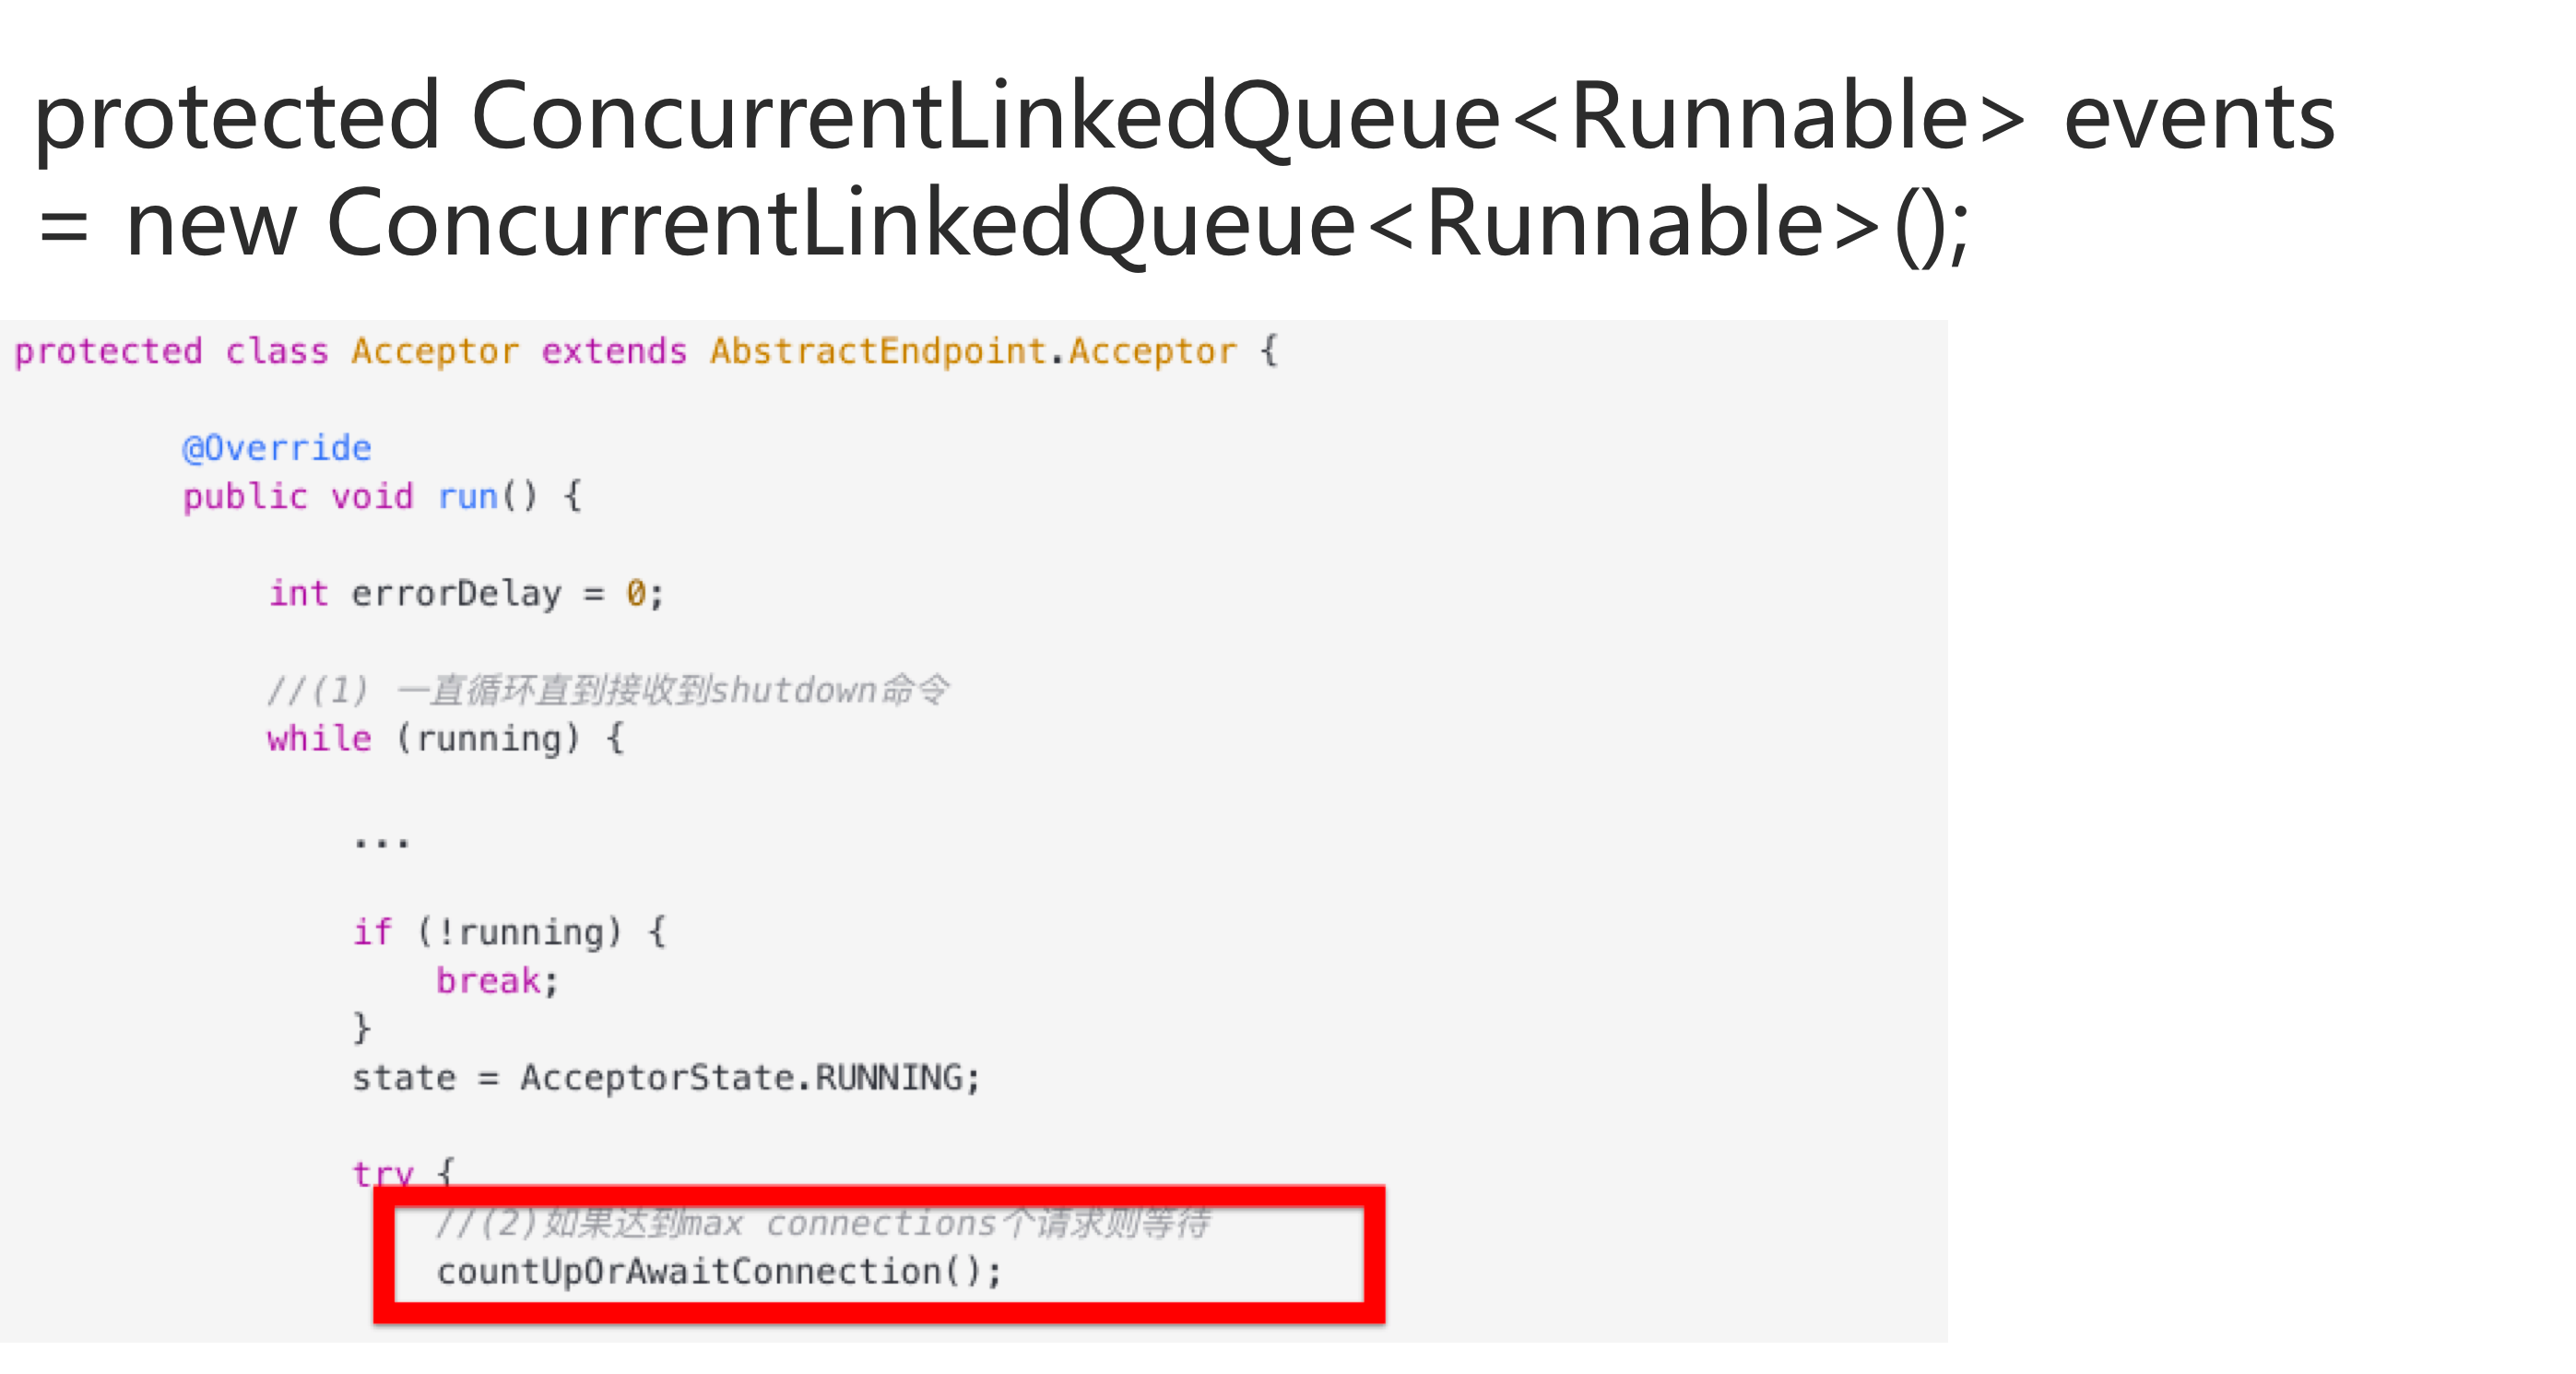 protected ConcurrentLinkedQueue<Runnable> events
= new ConcurrentLinkedQueue<Runnable>();
protected class Acceptor extends AbstractEndpoint.Acceptor {
@Override
public void run() {
int errorDelay = 0;
//(1) 一直循环直到接收到shutdown命令
while (running) {
...
if (!running) {
break;
}
state = AcceptorState.RUNNING;
try {
//(2)如果达到max connections个请求则等待
countUpOrAwaitConnection();